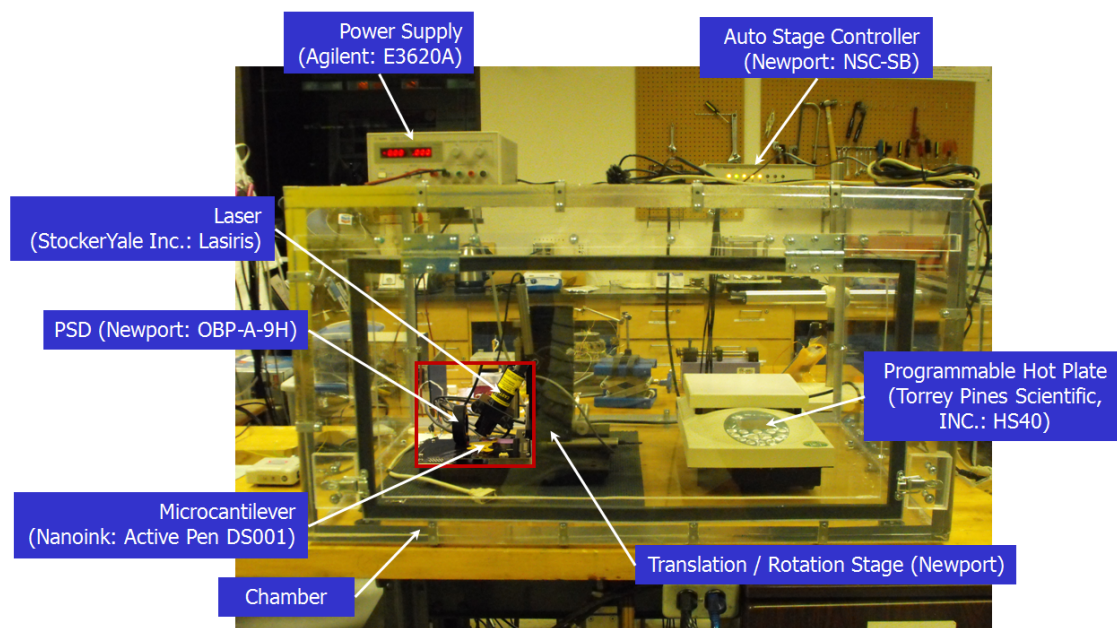 Power Supply
(Agilent: E3620A)
Auto Stage Controller
(Newport: NSC-SB)
Laser
(StockerYale Inc.: Lasiris)
PSD (Newport: OBP-A-9H)
Programmable Hot Plate
(Torrey Pines Scientific,
INC.: HS40)
Microcantilever
(Nanoink: Active Pen DS001)
Translation / Rotation Stage (Newport)
Chamber